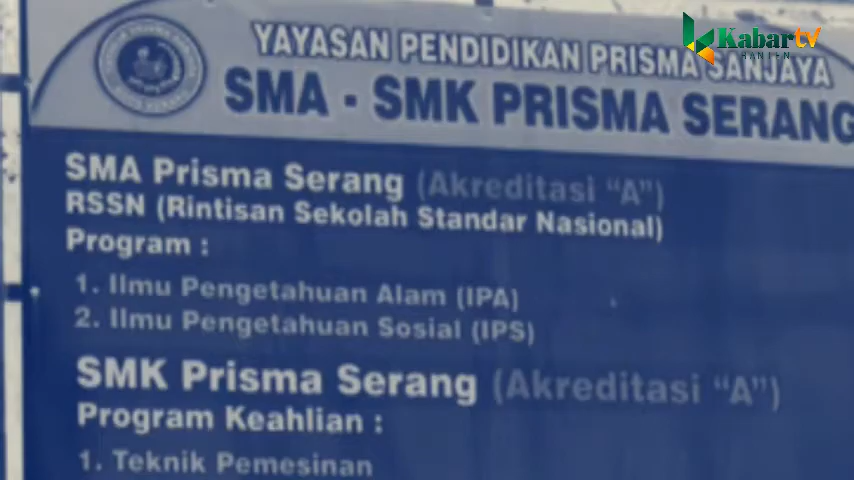 Kabartv
BANTEN
YAYASAN PENDIDIKAN PRISMA SANJAYA
SMA - SMK PRISMA SERANG
SMA Prisma Serang (Akreditasi "A")
RSSN (Rintisan Sekolah Standar Nasional)
Program :
1. Ilmu Pengetahuan Alam (IPA)
2. Ilmu Pengetahuan Sosial (IPS)
SMK Prisma Serang (Akreditasi "A")
Program Keahlian :
1. Teknik Pemesinan